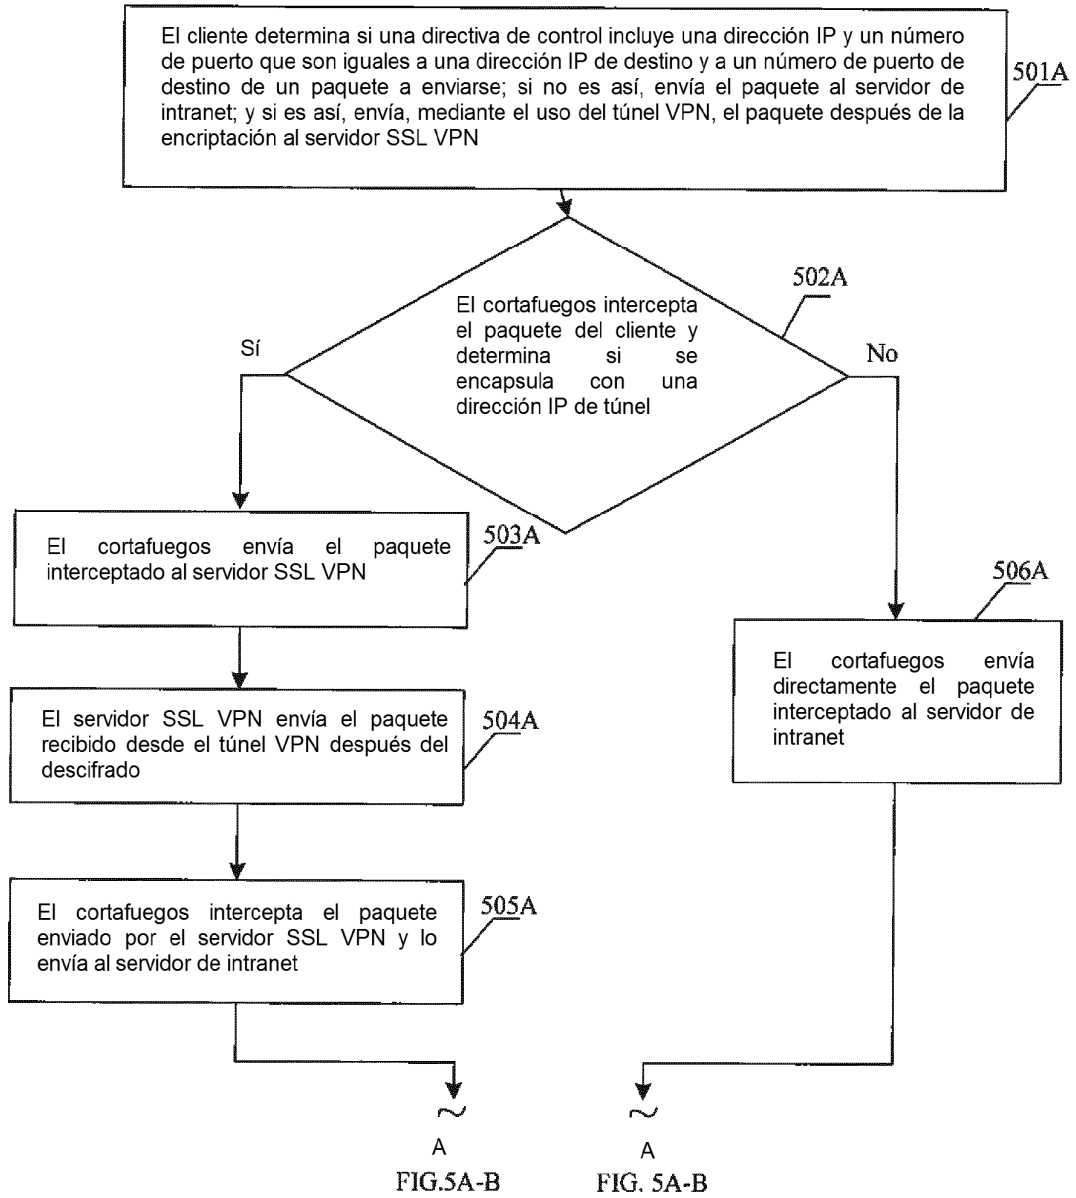 El cliente determina si una directiva de control incluye una dirección IP y un número
de puerto que son iguales a una dirección IP de destino y a un número de puerto de
destino de un paquete a enviarse; si no es así, envía el paquete al servidor de
intranet; y si es así, envía, mediante el uso del túnel VPN, el paquete después de la
encriptación al servidor SSL VPN
501A
502A
El cortafuegos intercepta
el paquete del cliente y
determina si se
encapsula con una
dirección IP de túnel
Sí
No
503A
El cortafuegos envía el paquete
interceptado al servidor SSL VPN
506A
El cortafuegos envía
directamente el paquete
interceptado al servidor de
intranet
504A
El servidor SSL VPN envía el paquete
recibido desde el túnel VPN después del
descifrado
505A
El cortafuegos intercepta el paquete
enviado por el servidor SSL VPN y lo
envía al servidor de intranet
A
FIG.5A-B
A
FIG. 5A-B